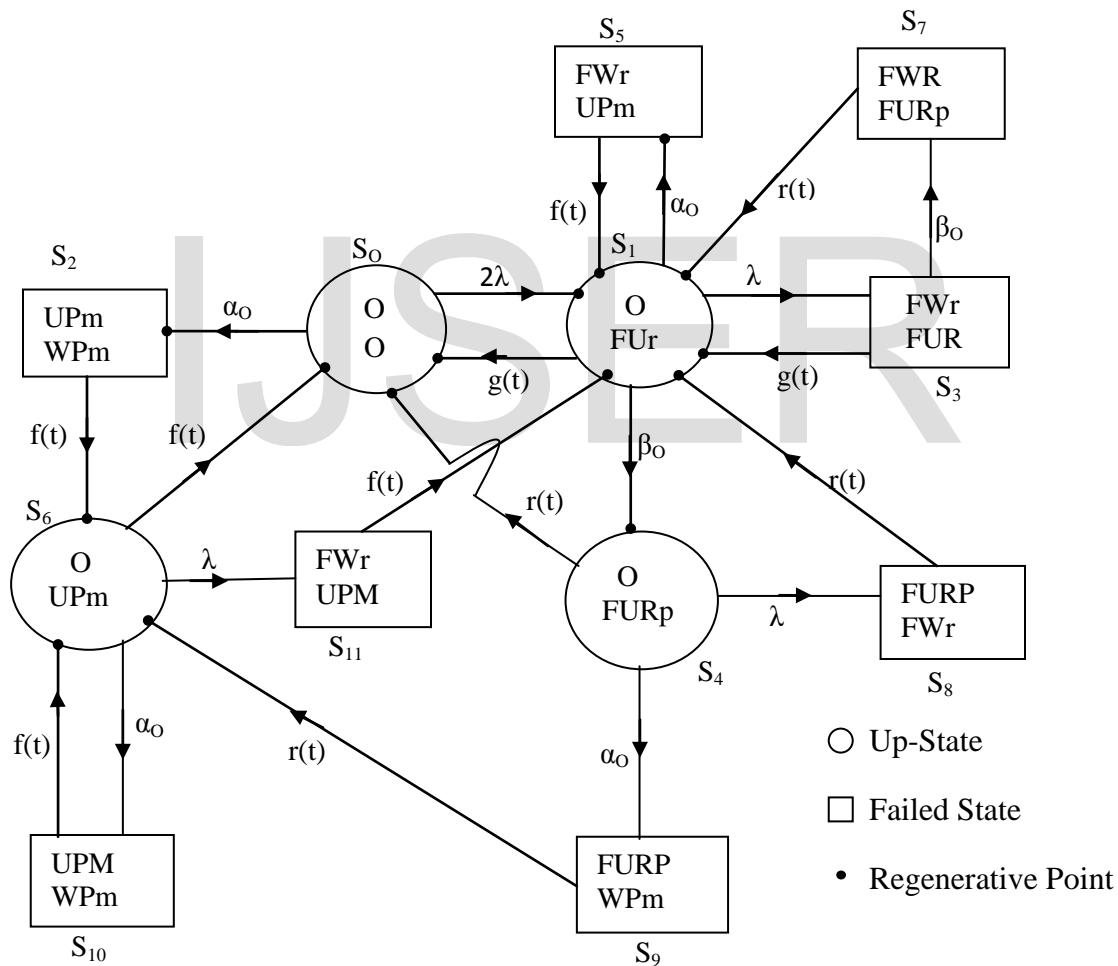 S5
S7
FWr
UPm
FWR
FURp
f(t)
αO
r(t)
βO
S2
SO
S1
IJSER
UPm
WPm
αO
O
O
2λ
O
FUr
λ
FWr
FUR
g(t)
g(t)
S3
f(t)
f(t)
f(t)
βO
r(t)
r(t)
S6
O
UPm
λ
FWr
UPM
S11
O
FURp
S4
λ
FURP
FWr
S8
f(t)
αO
r(t)
αO
Up-State
Failed State
Regenerative Point
UPM
WPm
S10
FURP
WPm
S9